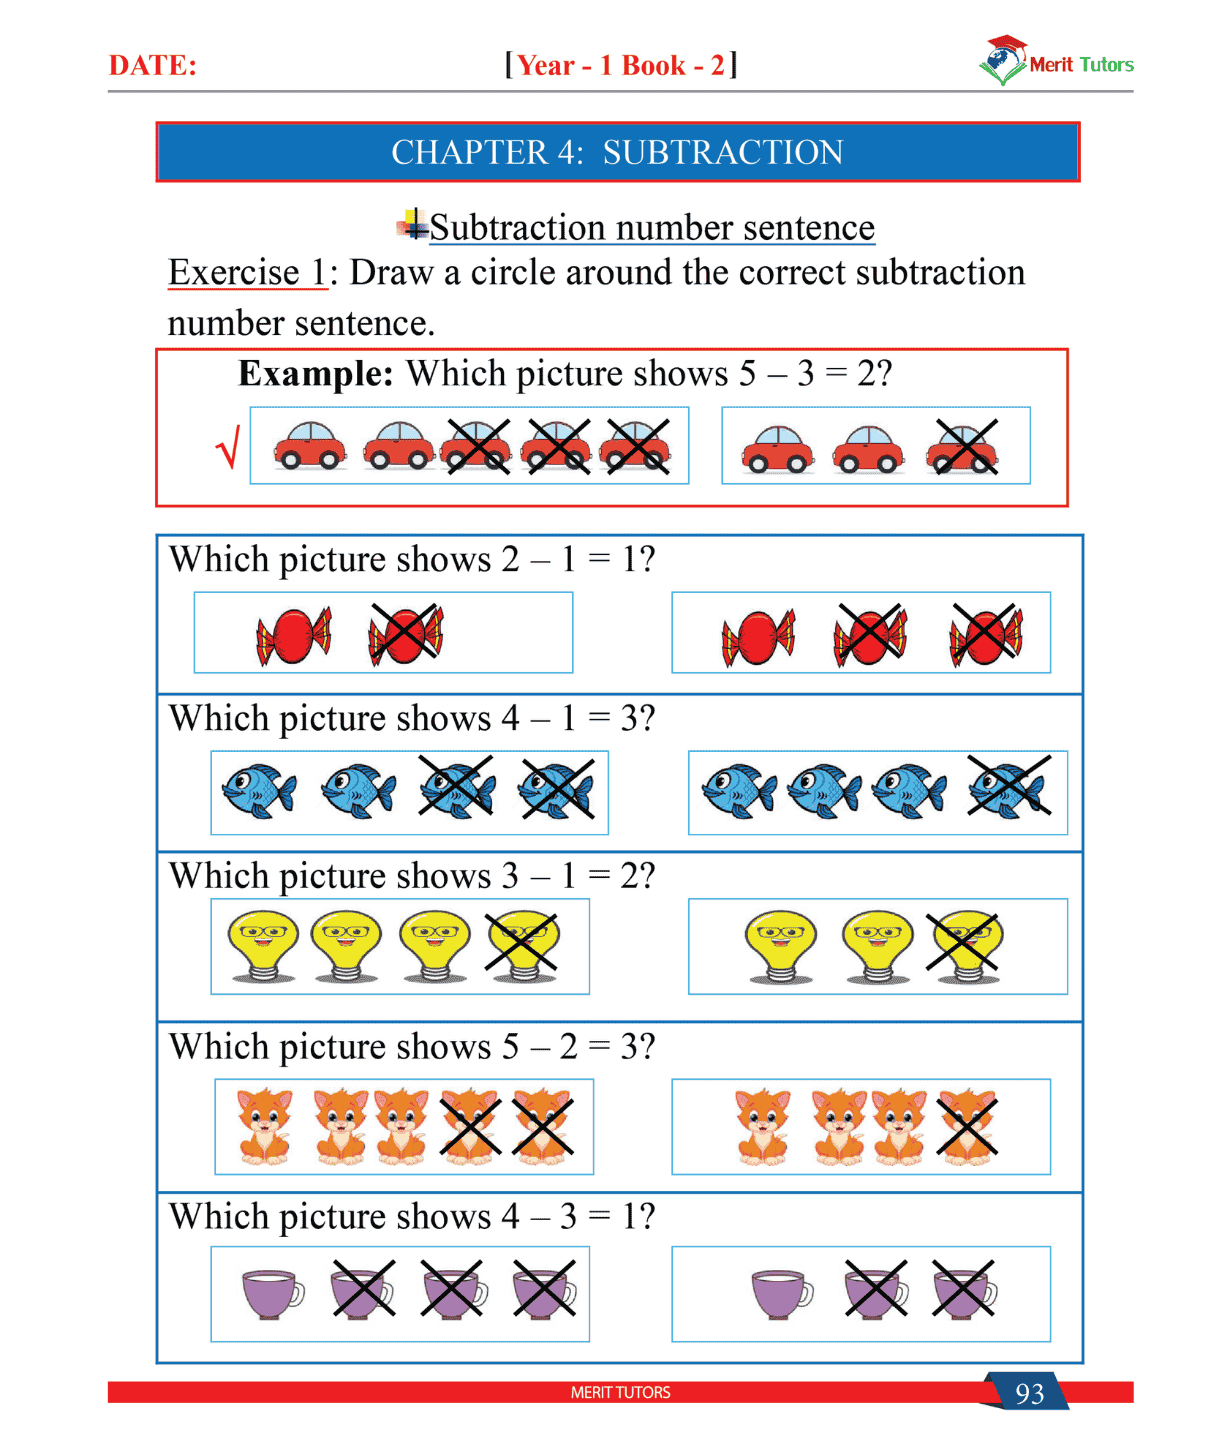 DATE:
[Year - 1 Book - 2]
Merit Tutors
CHAPTER 4: SUBTRACTION
Subtraction number sentence
Exercise 1: Draw a circle around the correct subtraction
number sentence.
Example: Which picture shows 5 – 3 = 2?
√
Which picture shows 2 – 1 = 1?
Which picture shows 4 – 1 = 3?
Which picture shows 3 – 1 = 2?
Which picture shows 5 – 2 = 3?
Which picture shows 4 – 3 = 1?
MERIT TUTORS
93